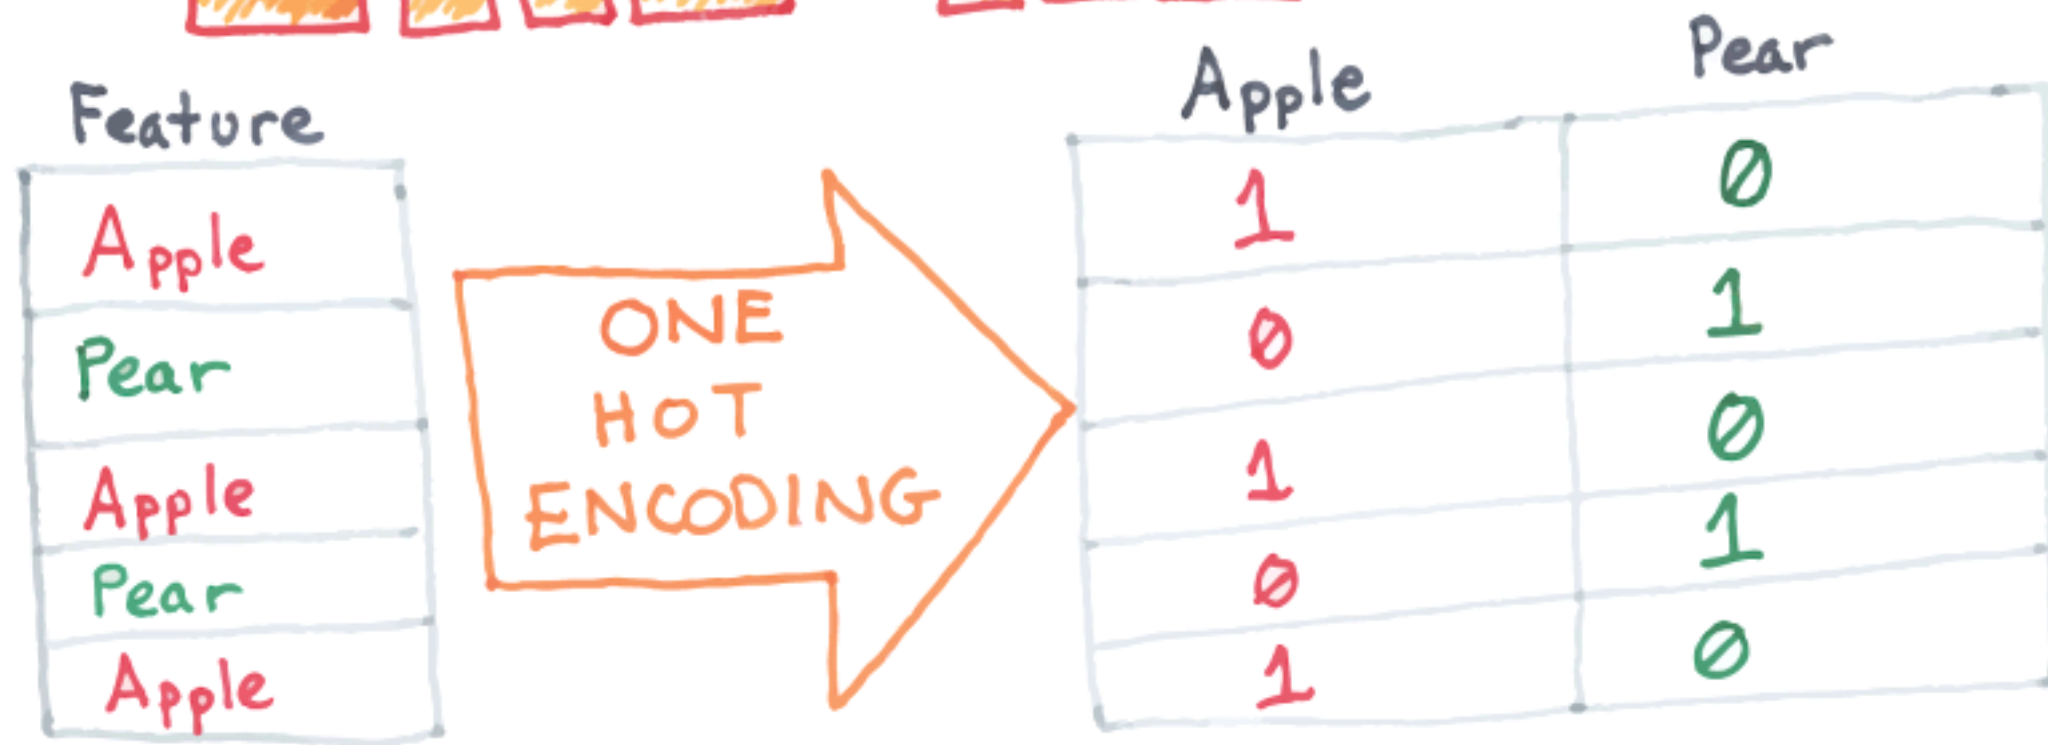 Feature
Apple
Pear
Apple
Pear
Apple
ONE
HOT
ENCODING
Apple Pear
1 0
0 1
1 0
0 1
1 0